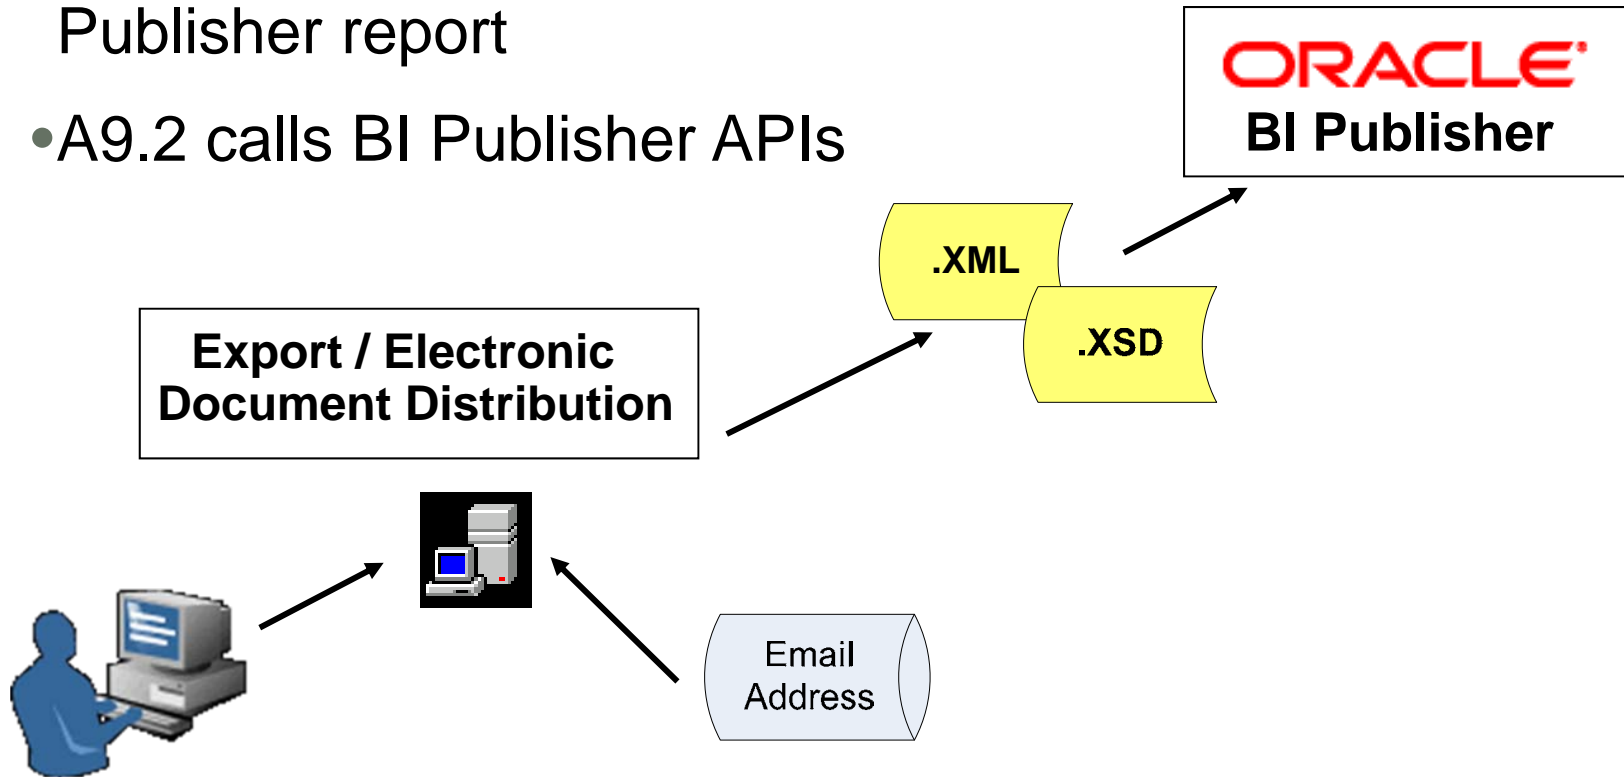 Publisher report
•A9.2 calls BI Publisher APIs
ORACLE®
BI Publisher
.XML
.XSD
Export / Electronic
Document Distribution
Email
Address